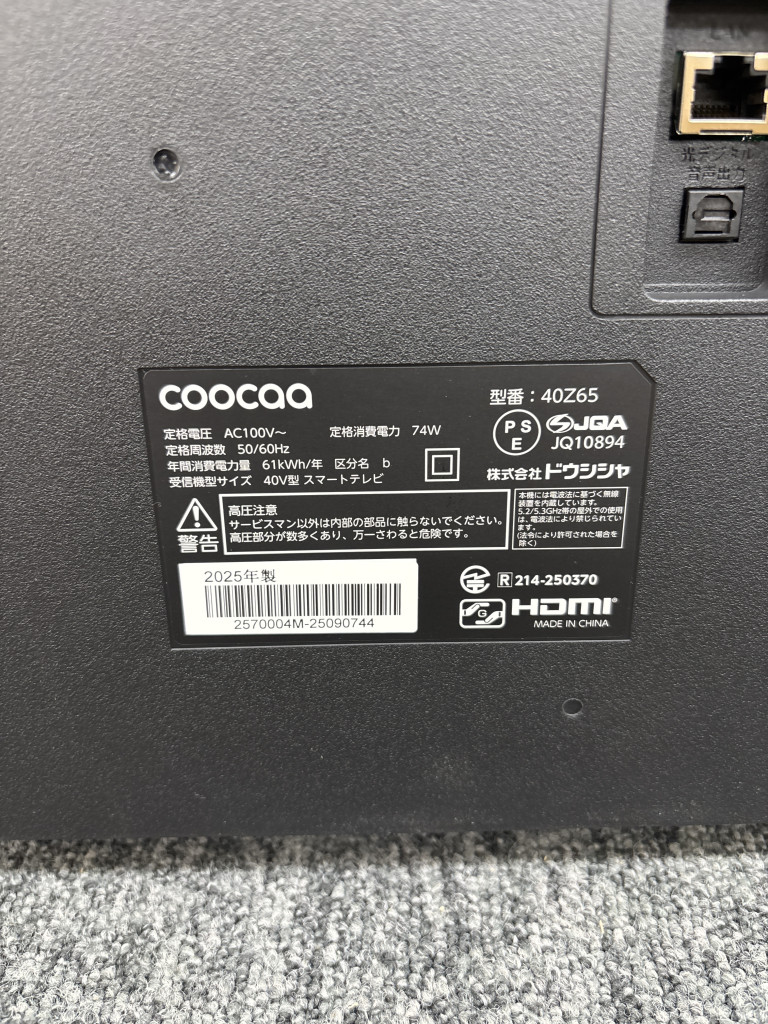 LAN
光デジタル
音声出力
coocaa
型番：40Z65
定格電圧 AC100V～ 定格消費電力 74W
定格周波数 50/60Hz
年間消費電力量 61kWh/年 区分名 b
受信機型サイズ 40V型 スマートテレビ
PS
E
JQA
JQ10894
株式会社ドウシシャ
警告
高圧注意
サービスマン以外は内部の部品に触らないでください。
高圧部分が数多くあり、万一さわると危険です。
本機には電波法に基づく無線
装置を内蔵しています。
5.2/5.3GHz帯の屋外での使用
は、電波法により禁じられてい
ます。
(法令により許可された場合を
除く)
2025年製
2570004M-25090744
R 214-250370
G
HDMI
MADE IN CHINA